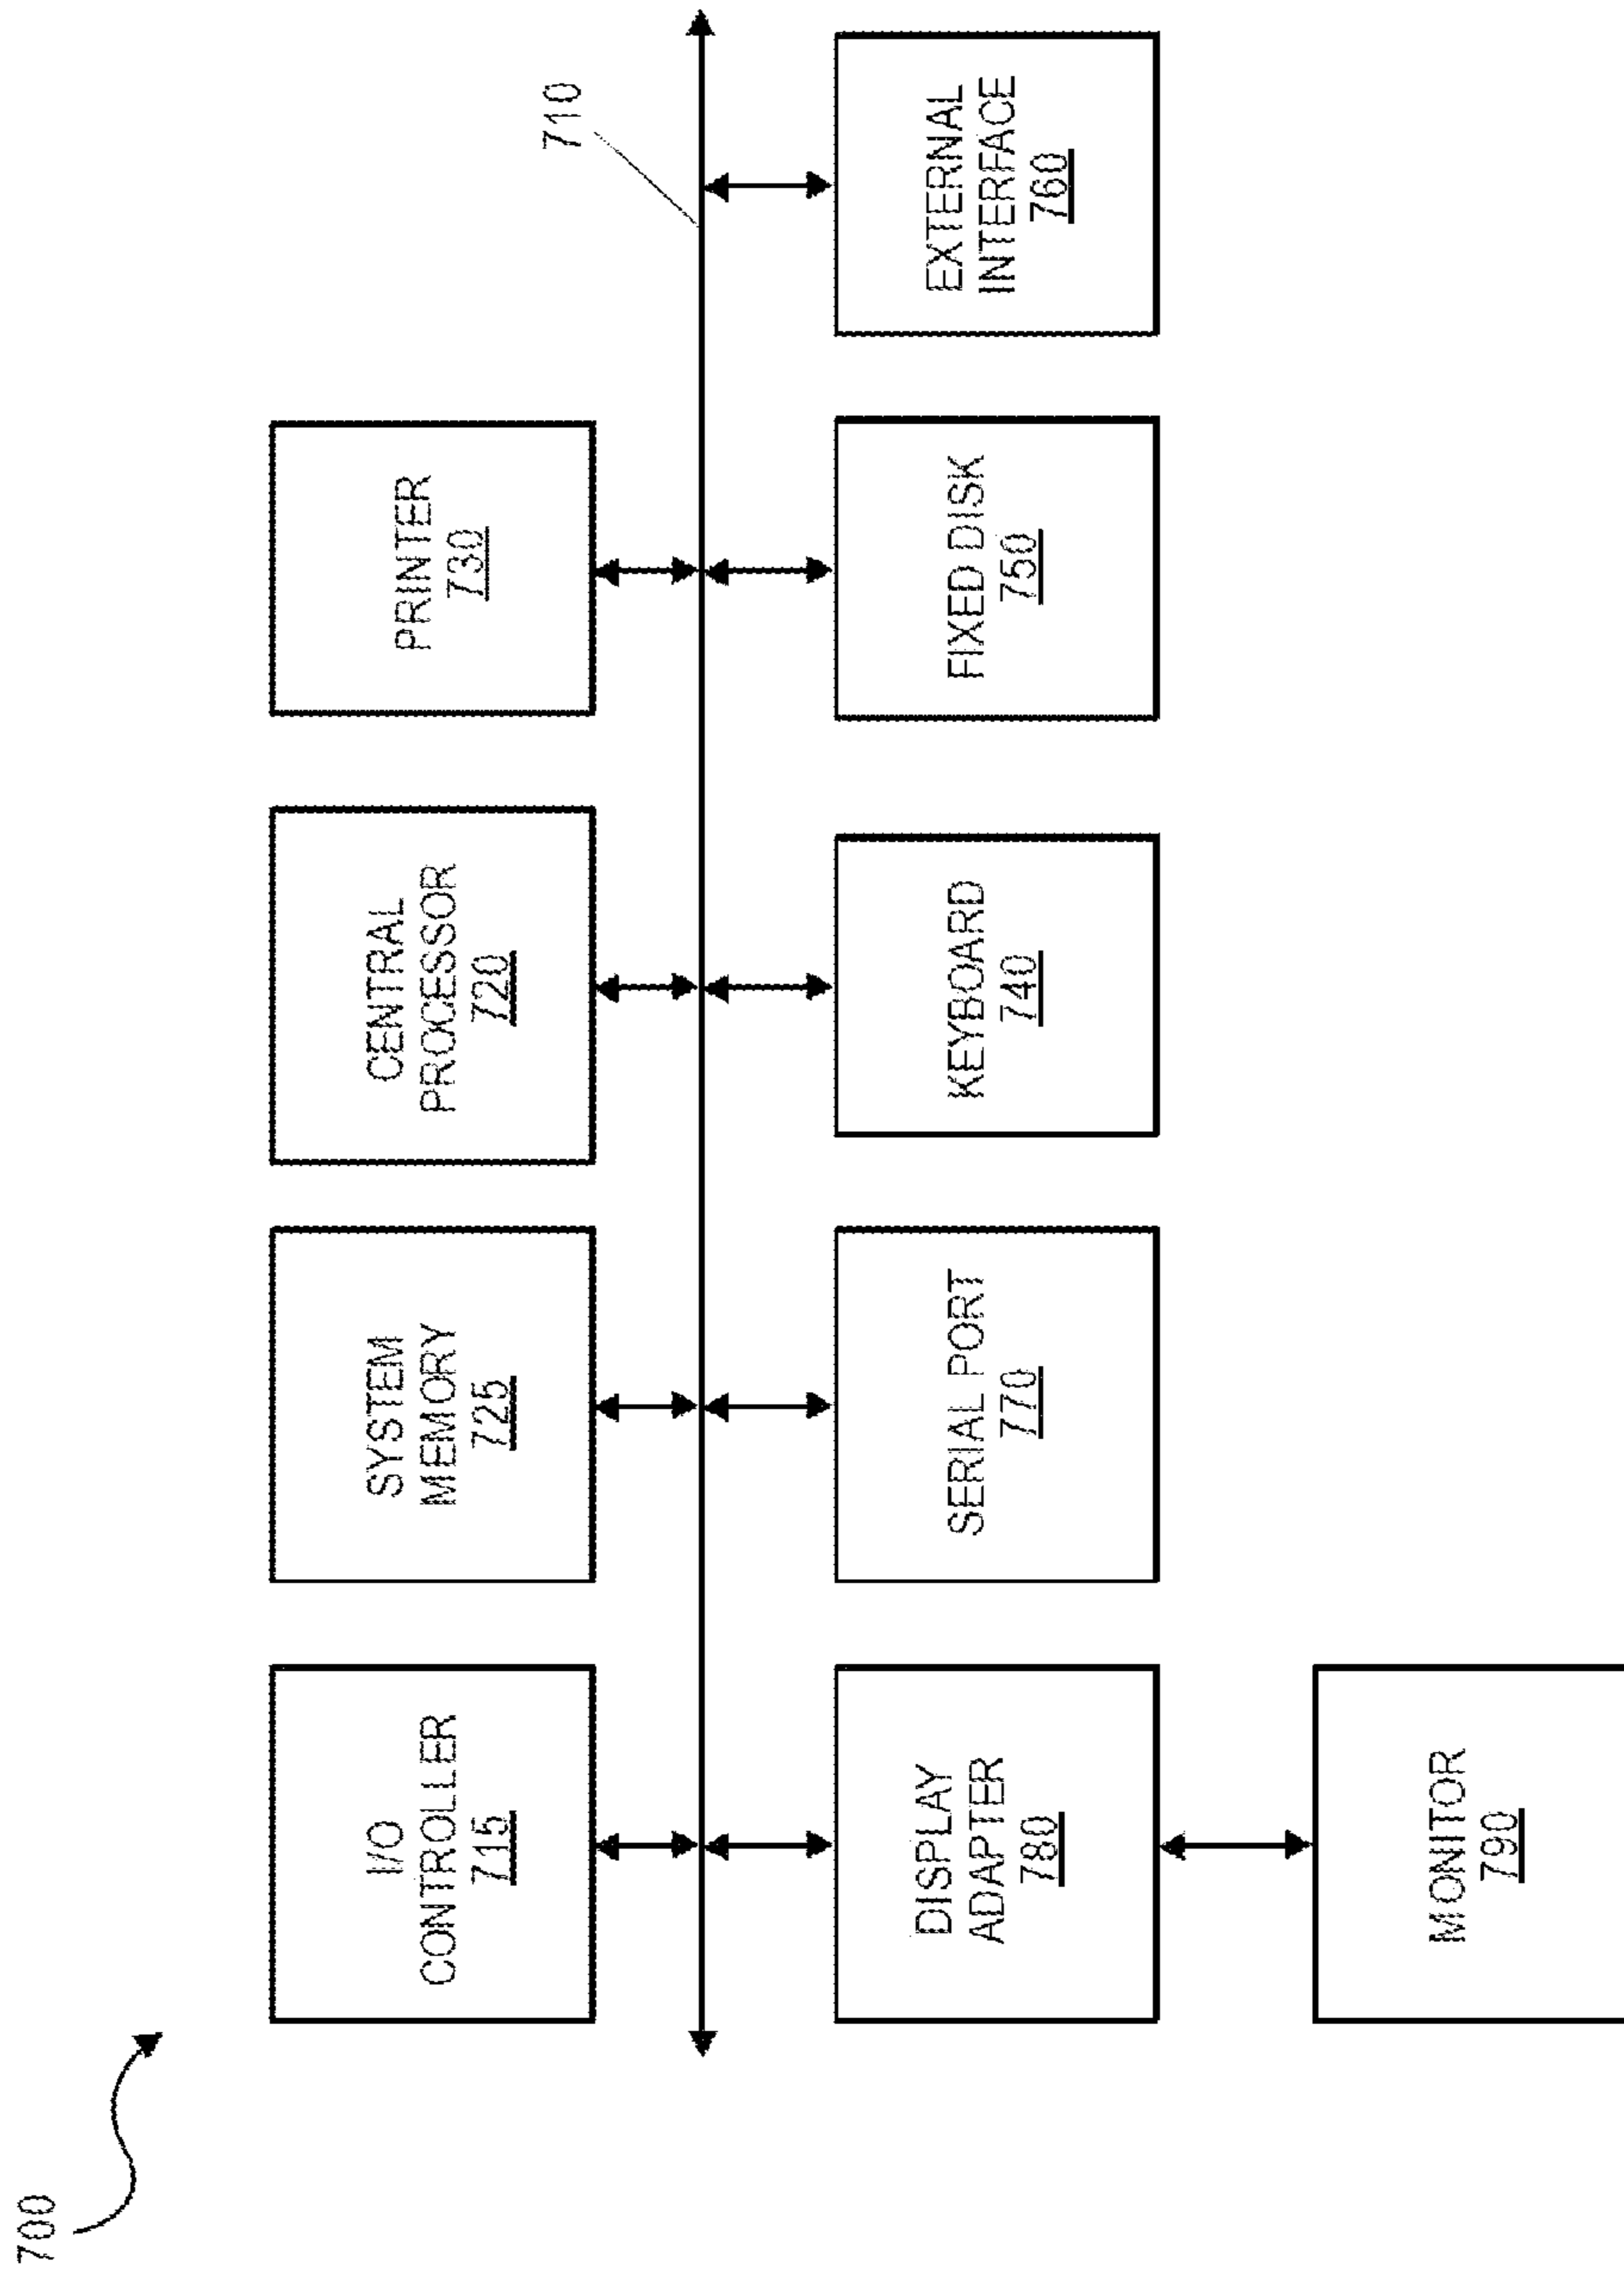 700
710
I/O
CONTROLLER
715
SYSTEM
MEMORY
725
CENTRAL
PROCESSOR
720
PRINTER
730
DISPLAY
ADAPTER
780
SERIAL PORT
770
KEYBOARD
740
FIXED DISK
750
EXTERNAL
INTERFACE
760
MONITOR
790